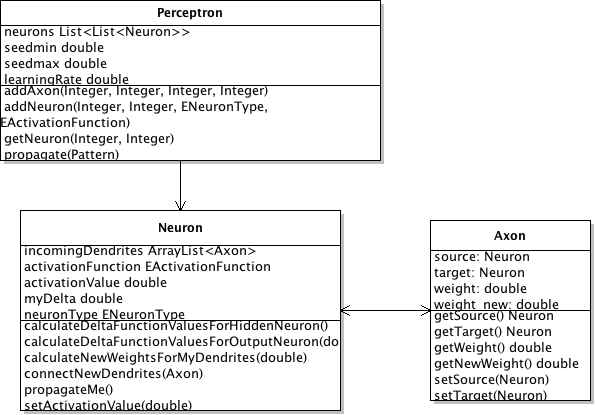 Perceptron
neurons List<List<Neuron>>
seedmin double
seedmax double
learningRate double
addAxon(Integer, Integer, Integer, Integer)
addNeuron(Integer, Integer, ENeuronType,
EActivationFunction)
getNeuron(Integer, Integer)
propagate(Pattern)
Neuron
incomingDendrites ArrayList<Axon>
activationFunction EActivationFunction
activationValue double
myDelta double
neuronType ENeuronType
calculateDeltaFunctionValuesForHiddenNeuron()
calculateDeltaFunctionValuesForOutputNeuron(do
calculateNewWeightsForMyDendrites(double)
connectNewDendrites(Axon)
propagateMe()
setActivationValue(double)
Axon
source: Neuron
target: Neuron
weight: double
weight_new: double
getSource() Neuron
getTarget() Neuron
getWeight() double
getNewWeight() double
setSource(Neuron)
setTarget(Neuron)